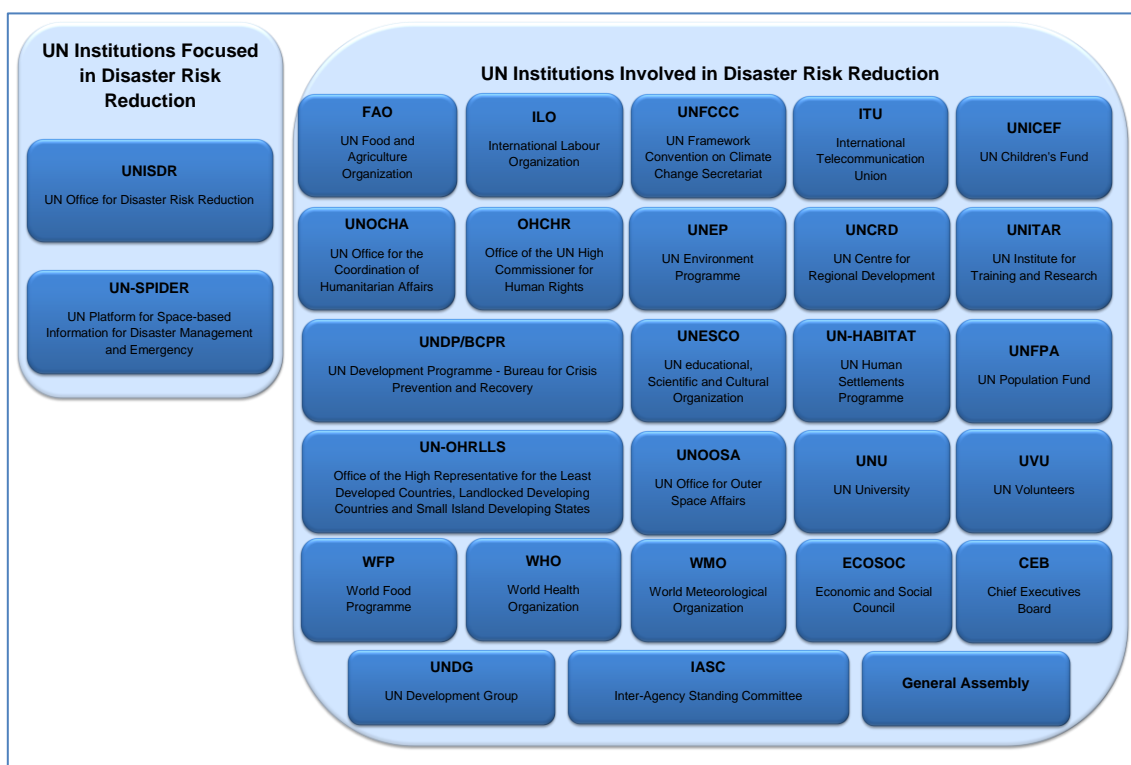 UN Institutions Focused
in Disaster Risk
Reduction
UNISDR
UN Office for Disaster Risk Reduction
UN-SPIDER
UN Platform for Space-based
Information for Disaster Management
and Emergency
UN Institutions Involved in Disaster Risk Reduction
FAO
UN Food and
Agriculture
Organization
ILO
International Labour
Organization
UNFCCC
UN Framework
Convention on Climate
Change Secretariat
ITU
International
Telecommunication
Union
UNICEF
UN Children's Fund
UNOCHA
UN Office for the
Coordination of
Humanitarian Affairs
OHCHR
Office of the UN High
Commissioner for
Human Rights
UNEP
UN Environment
Programme
UNCRD
UN Centre for
Regional Development
UNITAR
UN Institute for
Training and Research
UNDP/BCPR
UN Development Programme - Bureau for Crisis
Prevention and Recovery
UNESCO
UN educational,
Scientific and Cultural
Organization
UN-HABITAT
UN Human
Settlements
Programme
UNFPA
UN Population Fund
UN-OHRLLS
Office of the High Representative for the Least
Developed Countries, Landlocked Developing
Countries and Small Island Developing States
UNOOSA
UN Office for Outer
Space Affairs
UNU
UN University
UVU
UN Volunteers
WFP
World Food
Programme
WHO
World Health
Organization
WMO
World Meteorological
Organization
ECOSOC
Economic and Social
Council
CEB
Chief Executives
Board
UNDG
UN Development Group
IASC
Inter-Agency Standing Committee
General Assembly